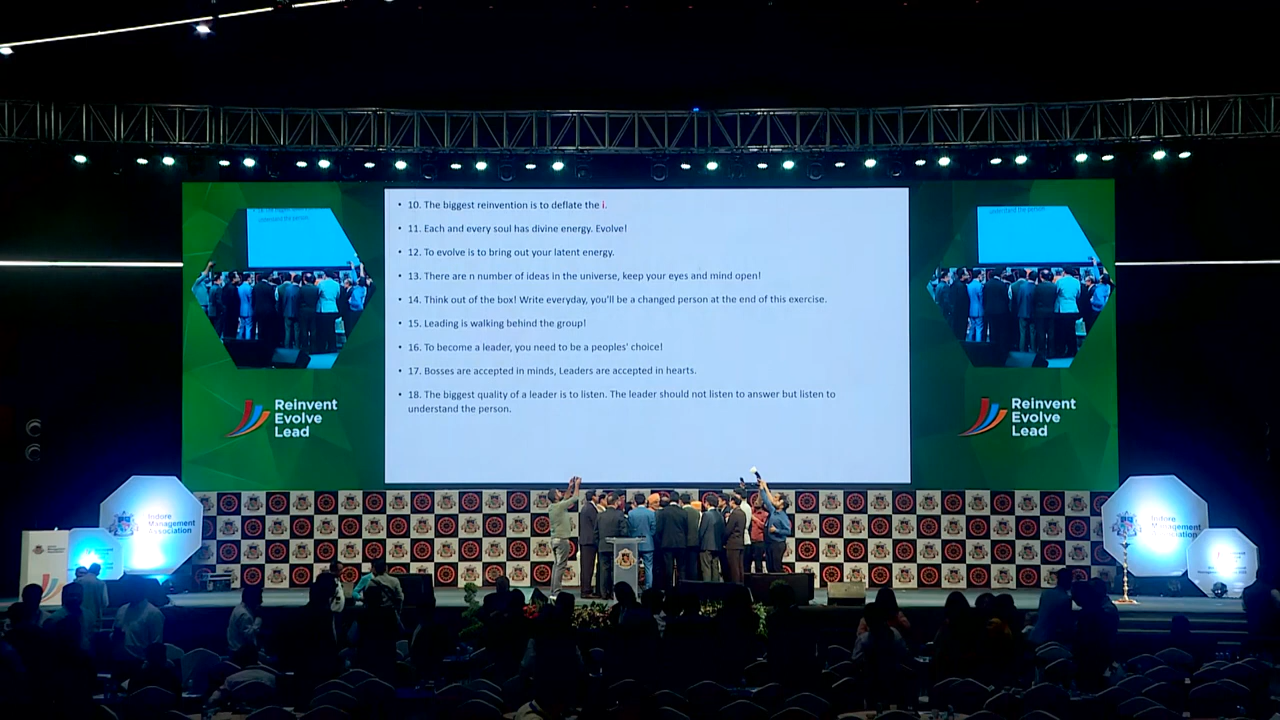 • 10. The biggest reinvention is to deflate the i.
• 11. Each and every soul has divine energy. Evolve!
• 12. To evolve is to bring out your latent energy.
• 13. There are n number of ideas in the universe, keep your eyes and mind open!
• 14. Think out of the box! Write everyday, you'll be a changed person at the end of this exercise.
• 15. Leading is walking behind the group!
• 16. To become a leader, you need to be a peoples' choice!
• 17. Bosses are accepted in minds, Leaders are accepted in hearts.
• 18. The biggest quality of a leader is to listen. The leader should not listen to answer but listen to
understand the person.
understand the person.
understand the person.
Reinvent
Evolve
Lead
Reinvent
Evolve
Lead
Indore
Management
Association
Indore
Management
Association